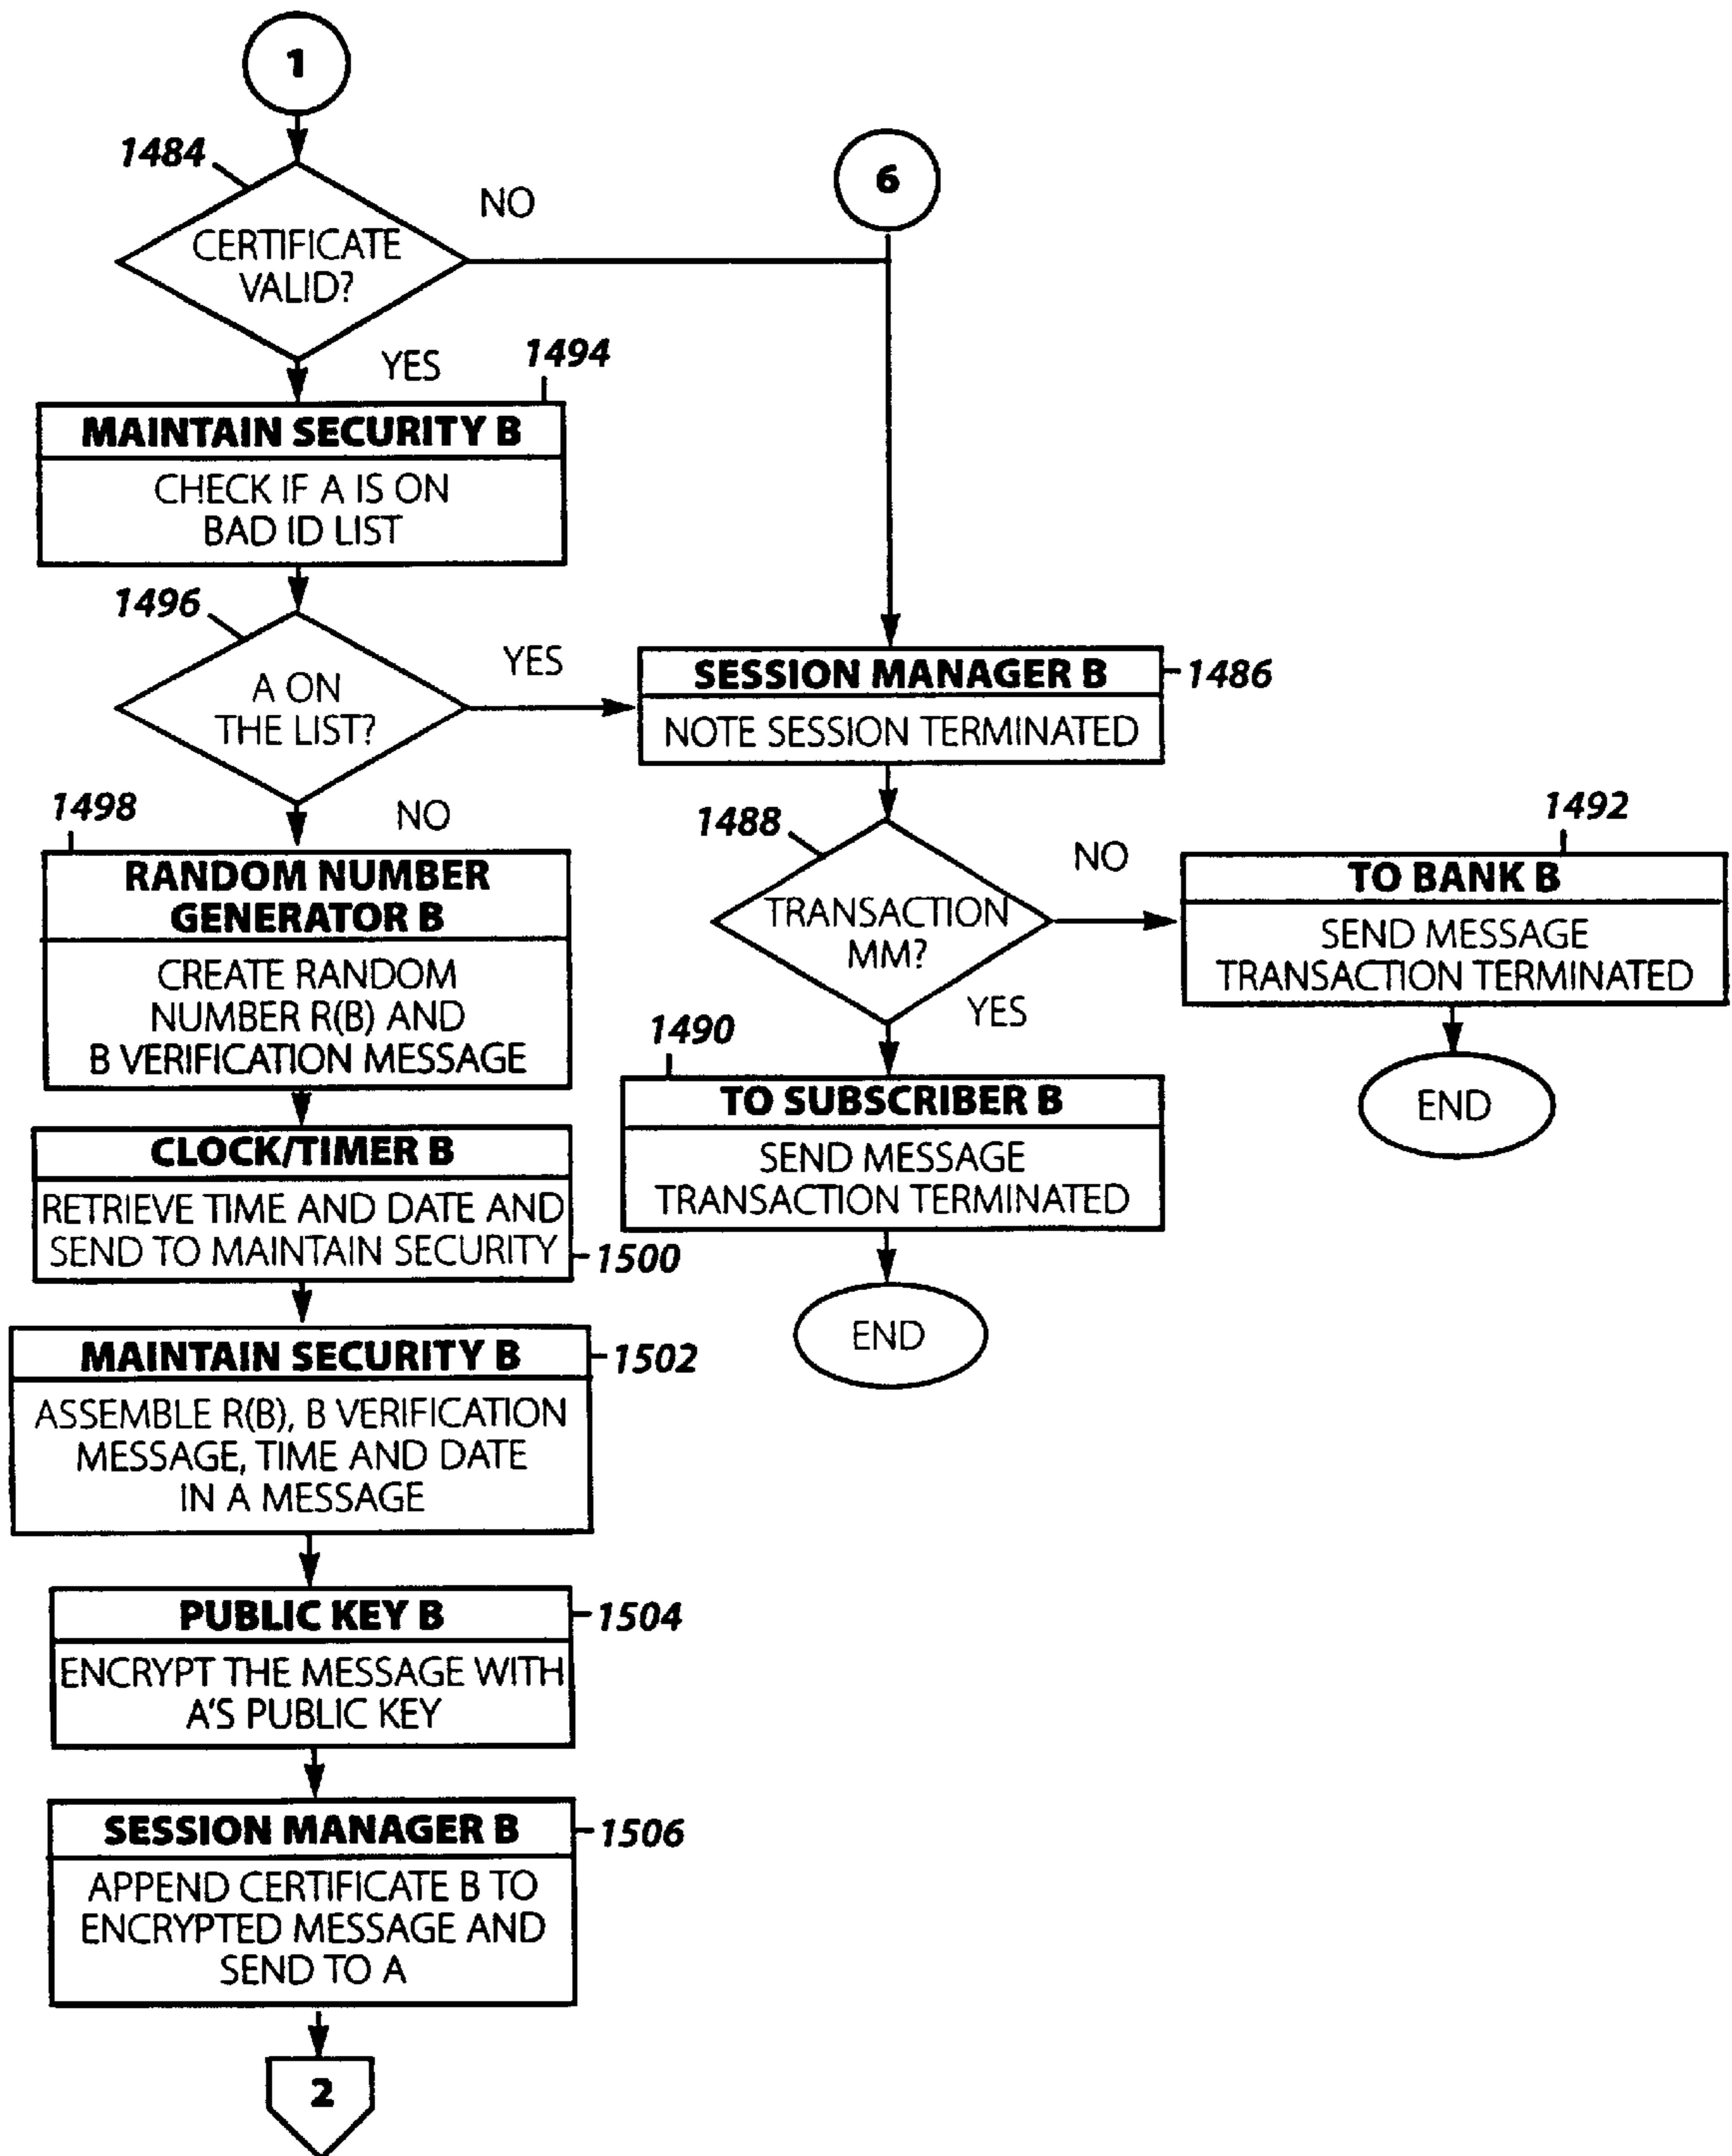 1
1484
NO
6
CERTIFICATE
VALID?
YES
1494
MAINTAIN SECURITY B
CHECK IF A IS ON
BAD ID LIST
1496
YES
A ON
THE LIST?
SESSION MANAGER B
1486
NOTE SESSION TERMINATED
1498
NO
RANDOM NUMBER
GENERATOR B
CREATE RANDOM
NUMBER R(B) AND
B VERIFICATION MESSAGE
1488
NO
TRANSACTION
MM?
YES
1492
TO BANK B
SEND MESSAGE
TRANSACTION TERMINATED
END
1490
TO SUBSCRIBER B
SEND MESSAGE
TRANSACTION TERMINATED
END
CLOCK/TIMER B
RETRIEVE TIME AND DATE AND
SEND TO MAINTAIN SECURITY
1500
MAINTAIN SECURITY B
1502
ASSEMBLE R(B), B VERIFICATION
MESSAGE, TIME AND DATE
IN A MESSAGE
PUBLIC KEY B
1504
ENCRYPT THE MESSAGE WITH
A'S PUBLIC KEY
SESSION MANAGER B
1506
APPEND CERTIFICATE B TO
ENCRYPTED MESSAGE AND
SEND TO A
2